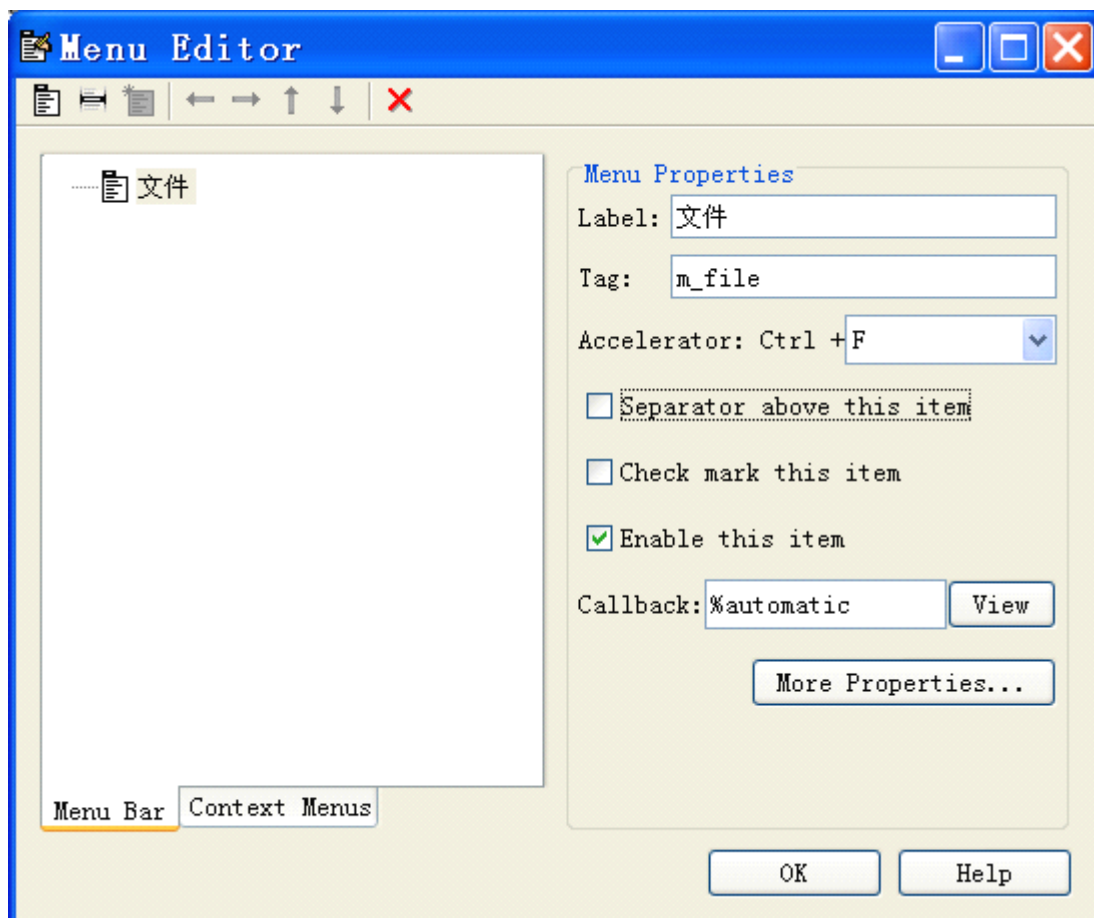 Menu Editor
文件
Menu Properties
Label: 文件
Tag: m_file
Accelerator: Ctrl + F
Separator above this item
Check mark this item
Enable this item
Callback: %automatic View
More Properties...
Menu Bar Context Menus
OK Help